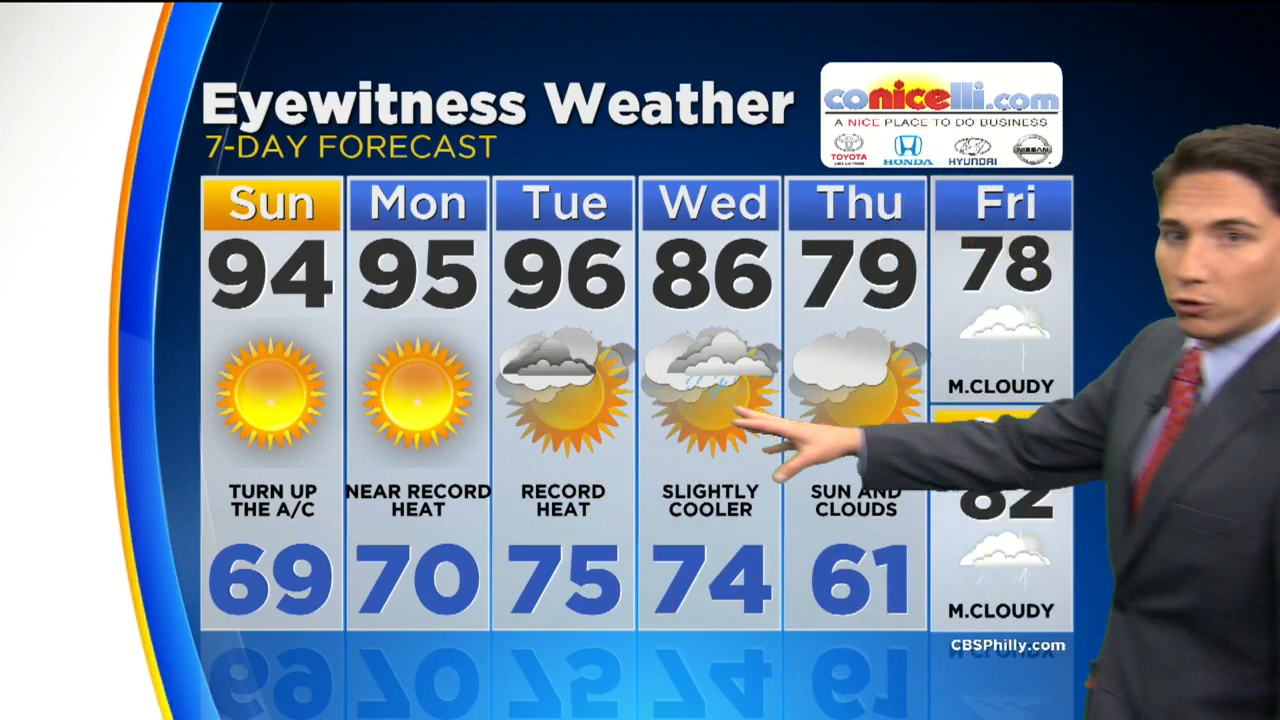 Eyewitness Weather
7-DAY FORECAST
conicelli.com
A NICE PLACE TO DO BUSINESS
TOYOTA HONDA HYUNDAI NISSAN
Sun Mon Tue Wed Thu Fri
94 95 96 86 79 78
M.CLOUDY
TURN UP THE A/C
NEAR RECORD HEAT
RECORD HEAT
SLIGHTLY COOLER
SUN AND CLOUDS
82
69 70 75 74 61
M.CLOUDY
CBSPhilly.com